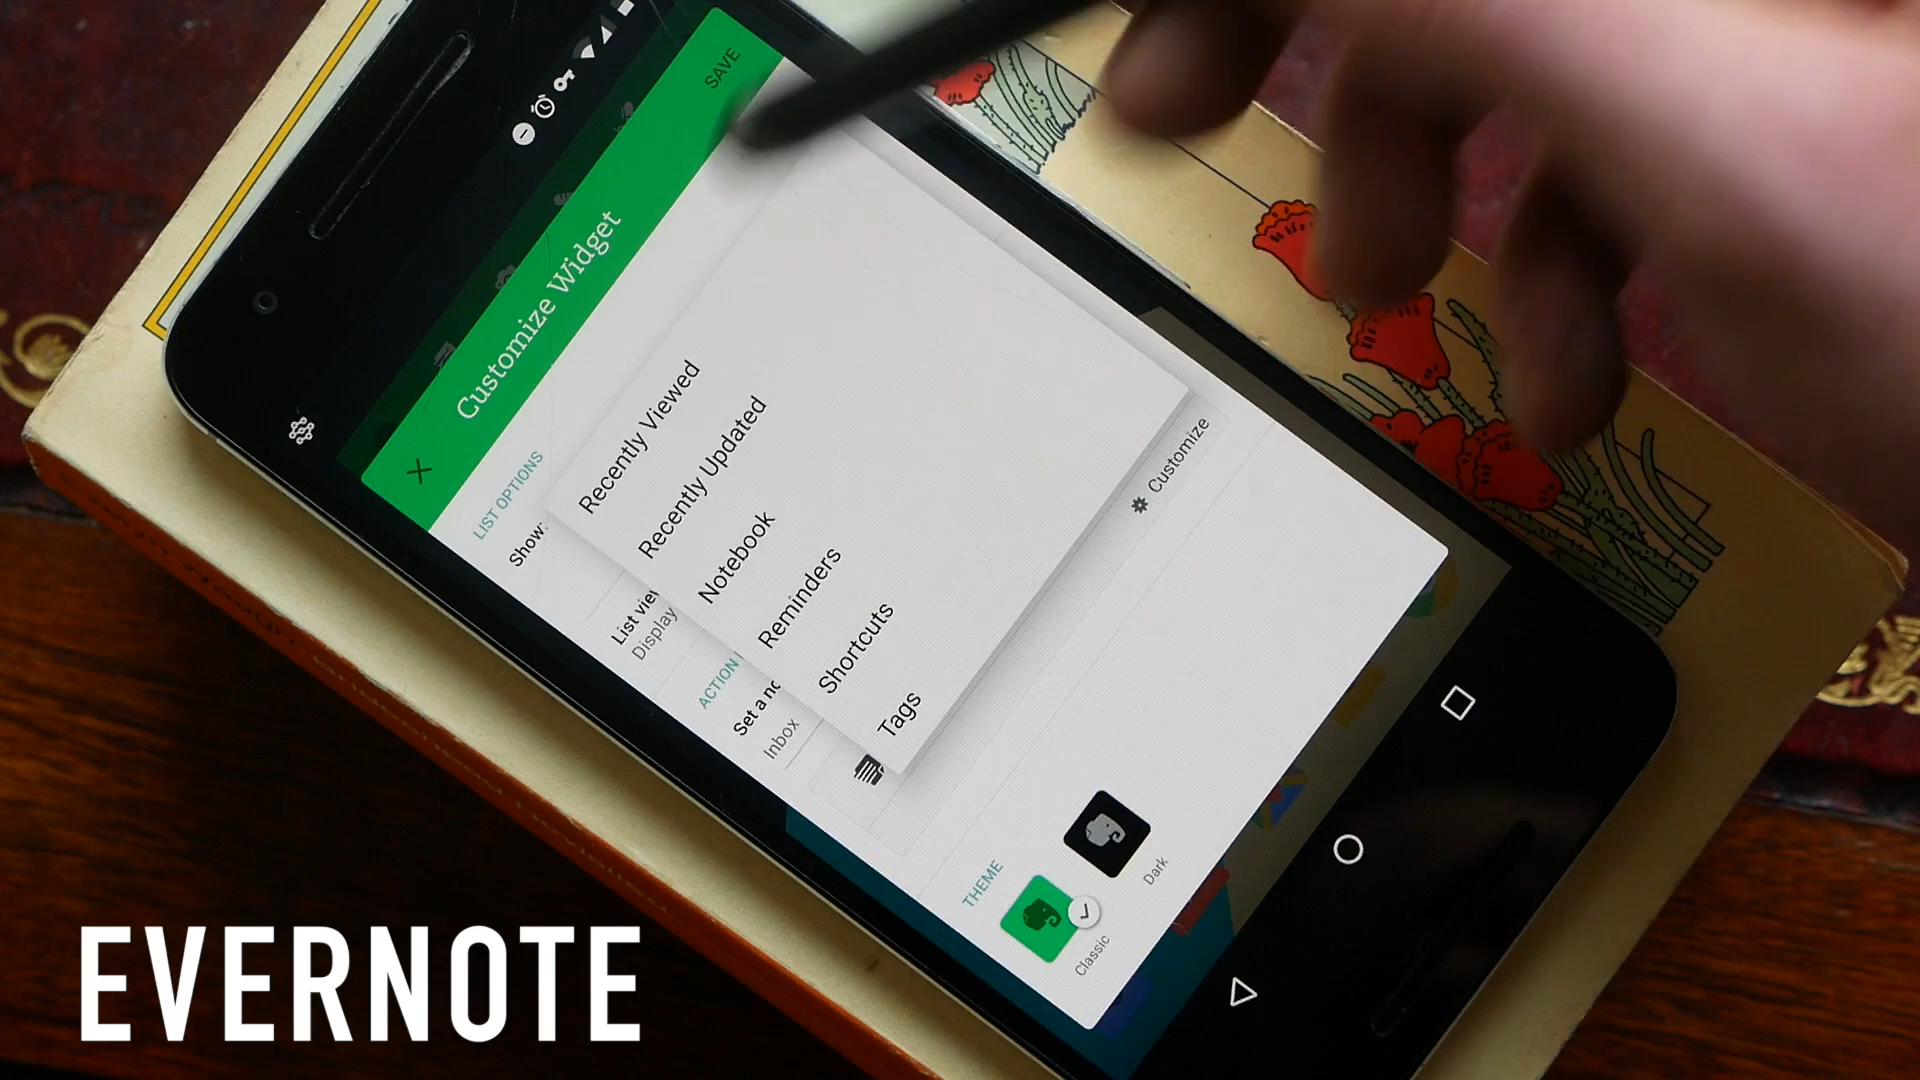 SAVE
Customize Widget
LIST OPTIONS
Show:
Recently Viewed
Recently Updated
Notebook
Reminders
Shortcuts
Tags
List
Display
ACTION
Set a
Inbox
Customize
THEME
Classic
Dark
EVERNOTE